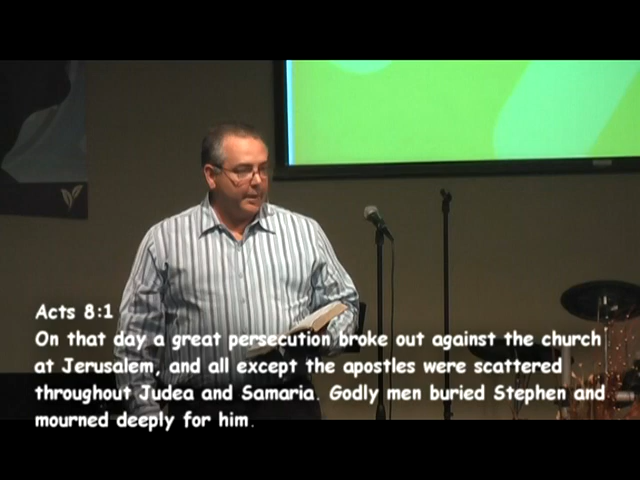 Acts 8:1
On that day a great persecution broke out against the church
at Jerusalem, and all except the apostles were scattered
throughout Judea and Samaria. Godly men buried Stephen and
mourned deeply for him.